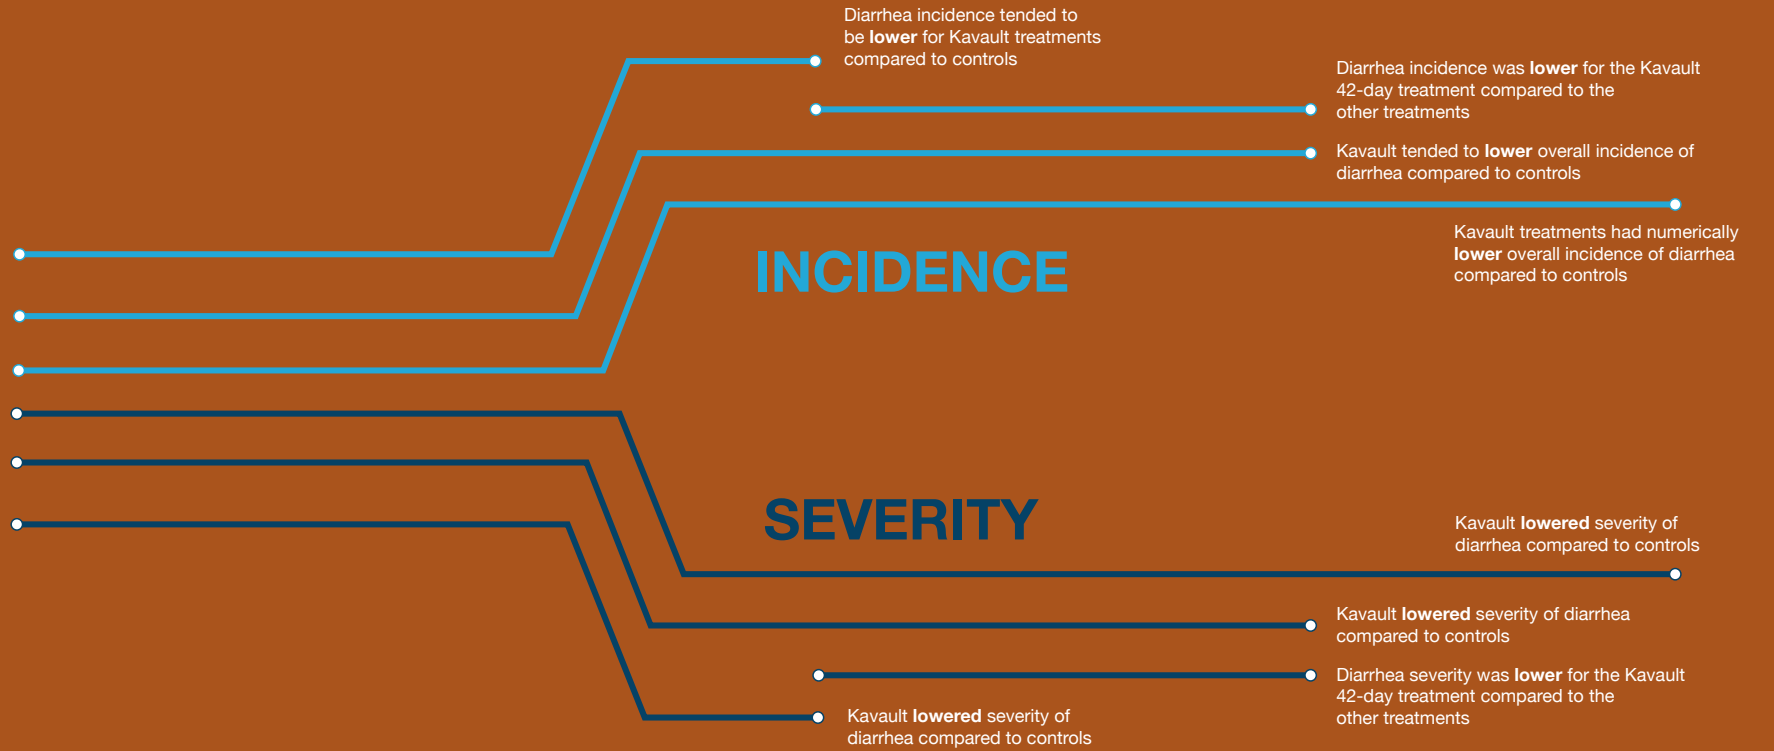 Diarrhea incidence tended to
be lower for Kavault treatments
compared to controls
Diarrhea incidence was lower for the Kavault
42-day treatment compared to the
other treatments
Kavault tended to lower overall incidence of
diarrhea compared to controls
Kavault treatments had numerically
lower overall incidence of diarrhea
compared to controls
INCIDENCE
SEVERITY
Kavault lowered severity of
diarrhea compared to controls
Kavault lowered severity of diarrhea
compared to controls
Diarrhea severity was lower for the Kavault
42-day treatment compared to the
other treatments
Kavault lowered severity of
diarrhea compared to controls